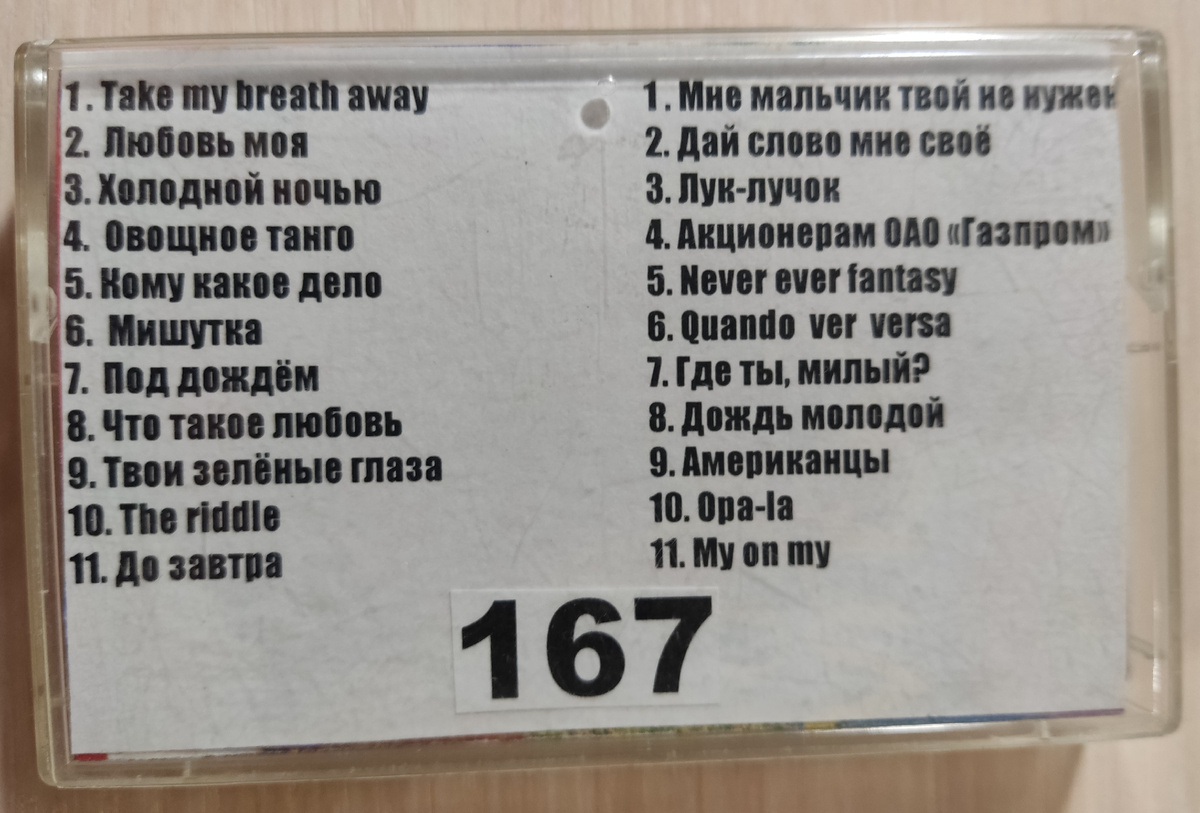 1. Take my breath away
2. Любовь моя
3. Холодной ночью
4. Овощное танго
5. Кому какое дело
6. Мишутка
7. Под дождём
8. Что такое любовь
9. Твои зелёные глаза
10. The riddle
11. До завтра
1. Мне мальчик твой не нужен
2. Дай слово мне своё
3. Лук-лучок
4. Акционерам ОАО «Газпром»
5. Never ever fantasy
6. Quando ver versa
7. Где ты, милый?
8. Дождь молодой
9. Американцы
10. Opa-la
11. My on my
167